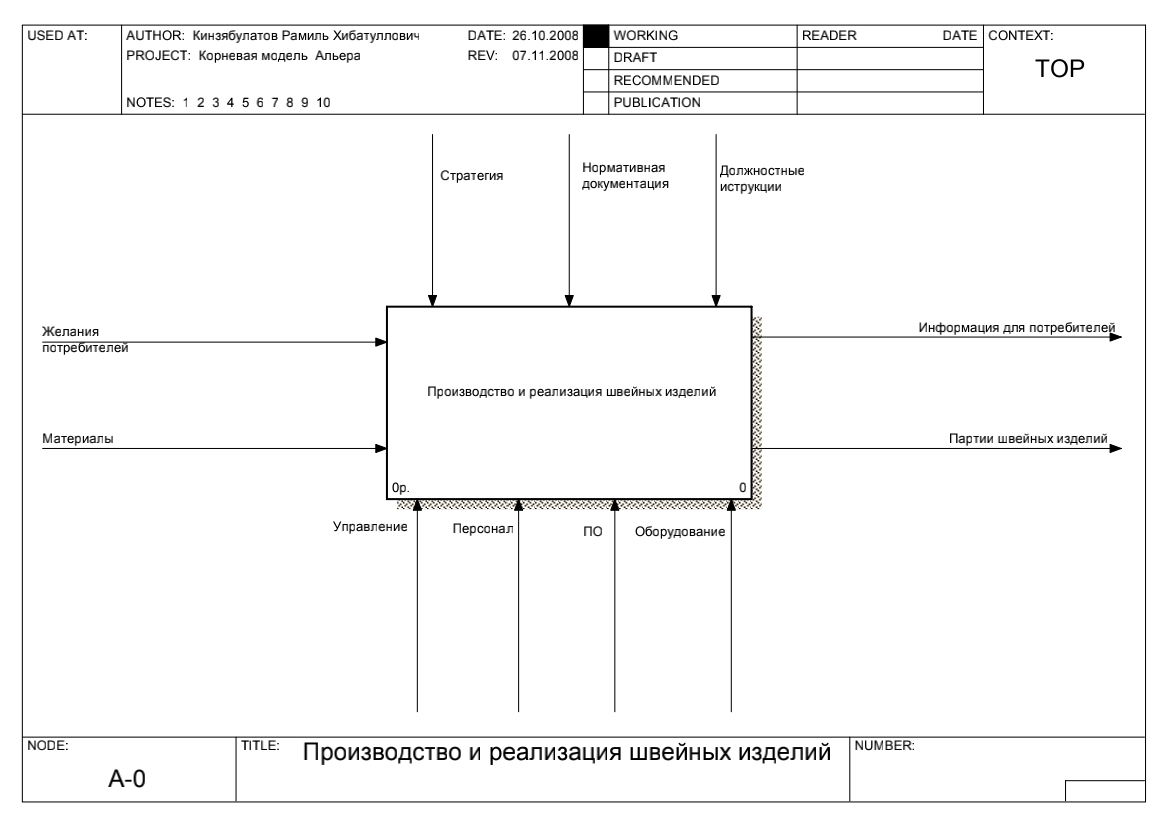 USED AT:
AUTHOR: Кинзябулатов Рамиль Хибатуллович
DATE: 26.10.2008
WORKING
READER
DATE
CONTEXT:
PROJECT: Корневая модель Альера
REV: 07.11.2008
DRAFT
TOP
RECOMMENDED
NOTES: 1 2 3 4 5 6 7 8 9 10
PUBLICATION
Стратегия
Нормативная
документация
Должностные
иструкции
Желания
потребителей
Информация для потребителей
Производство и реализация швейных изделий
Материалы
Партии швейных изделий
0р.
0
Управление
Персонал
ПО
Оборудование
NODE:
A-0
TITLE:
Производство и реализация швейных изделий
NUMBER: